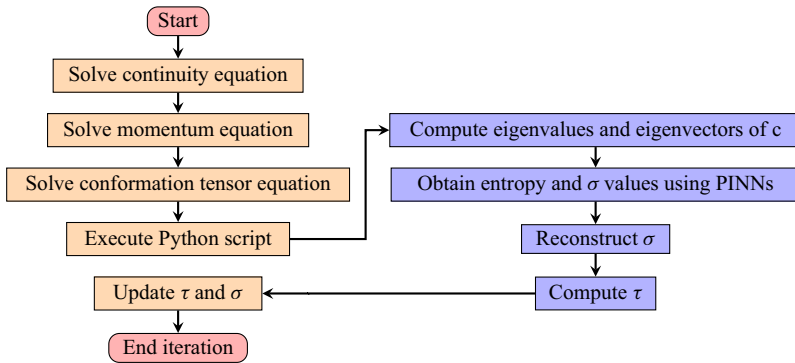 Start
Solve continuity equation
Solve momentum equation
Solve conformation tensor equation
Execute Python script
Compute eigenvalues and eigenvectors of c
Obtain entropy and σ values using PINNs
Reconstruct σ
Compute τ
Update τ and σ
End iteration